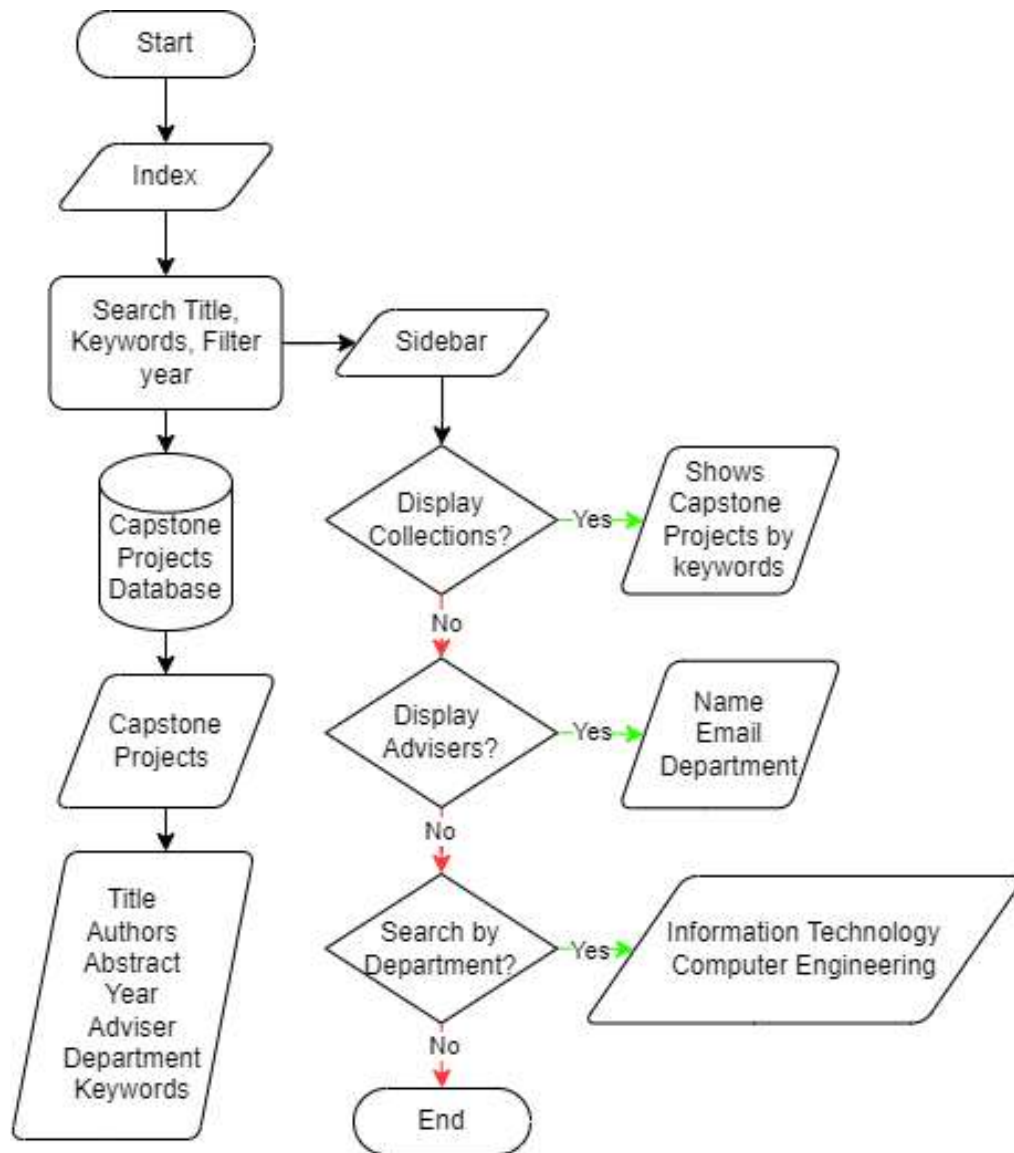 Start
Index
Search Title,
Keywords, Filter
year
Sidebar
Capstone
Projects
Database
Capstone
Projects
Title
Authors
Abstract
Year
Adviser
Department
Keywords
Display
Collections?
Yes
Shows
Capstone
Projects by
keywords
No
Display
Advisers?
Yes
Name
Email
Department
No
Search by
Department?
Yes
Information Technology
Computer Engineering
No
End